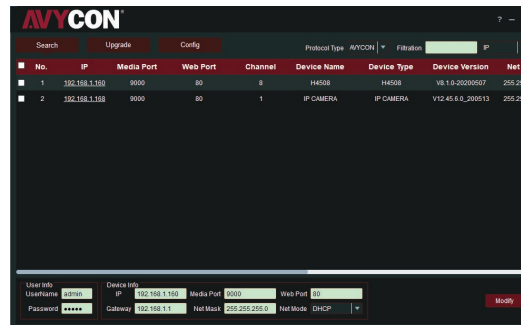 AVYCON
? –
Search Upgrade Config Protocol Type AVYCON Filtration IP
No. IP Media Port Web Port Channel Device Name Device Type Device Version Net
1 192.168.1.160 9000 80 8 H4508 H4508 V8.1.0-20200507 255.25
2 192.168.1.168 9000 80 1 IP CAMERA IP CAMERA V12.45.6.0_200513 255.25
User Info Device Info
UserName admin IP 192.168.1.160 Media Port 9000 Web Port 80
Password ••••• Gateway 192.168.1.1 Net Mask 255.255.255.0 Net Mode DHCP
Modify